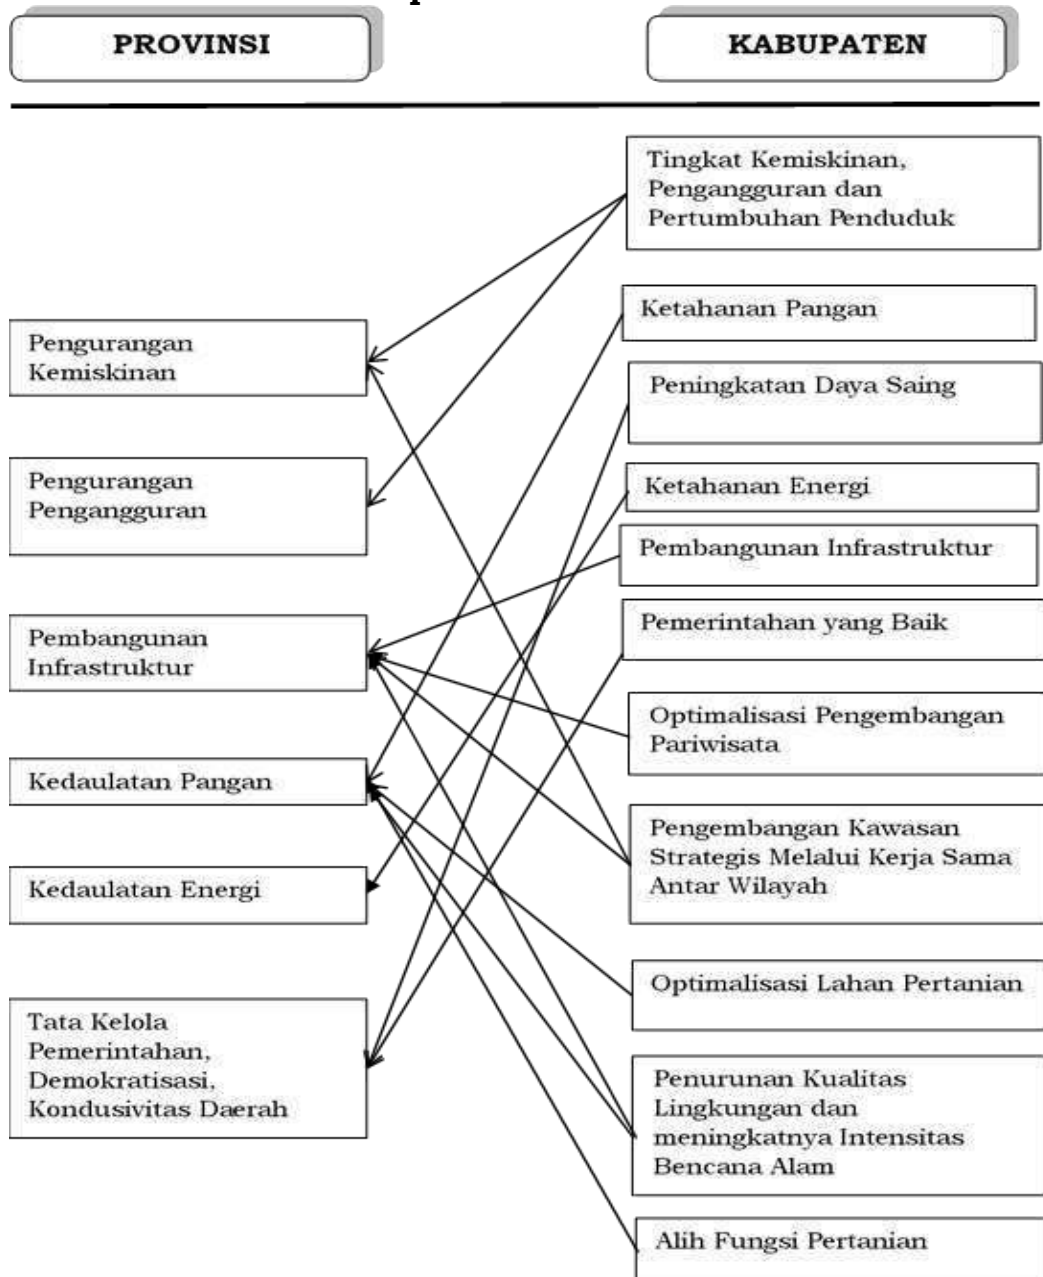 PROVINSI
KABUPATEN
Tingkat Kemiskinan,
Pengangguran dan
Pertumbuhan Penduduk
Ketahanan Pangan
Pengurangan
Kemiskinan
Peningkatan Daya Saing
Pengurangan
Pengangguran
Ketahanan Energi
Pembangunan Infrastruktur
Pembangunan
Infrastruktur
Pemerintahan yang Baik
Optimalisasi Pengembangan
Pariwisata
Kedaulatan Pangan
Pengembangan Kawasan
Strategis Melalui Kerja Sama
Antar Wilayah
Kedaulatan Energi
Optimalisasi Lahan Pertanian
Tata Kelola
Pemerintahan,
Demokratisasi,
Kondusivitas Daerah
Penurunan Kualitas
Lingkungan dan
meningkatnya Intensitas
Bencana Alam
Alih Fungsi Pertanian